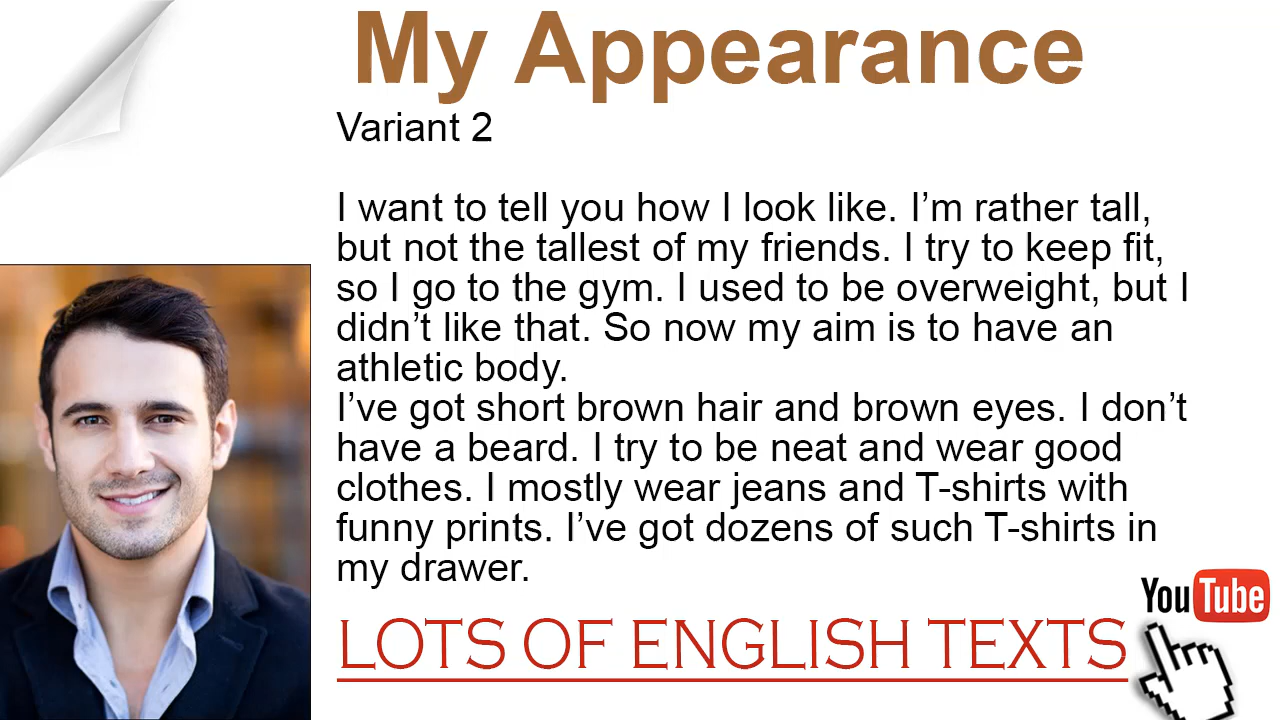 My Appearance
Variant 2
I want to tell you how I look like. I’m rather tall,
but not the tallest of my friends. I try to keep fit,
so I go to the gym. I used to be overweight, but I
didn’t like that. So now my aim is to have an
athletic body.
I’ve got short brown hair and brown eyes. I don’t
have a beard. I try to be neat and wear good
clothes. I mostly wear jeans and T-shirts with
funny prints. I’ve got dozens of such T-shirts in
my drawer.
YouTube
LOTS OF ENGLISH TEXTS